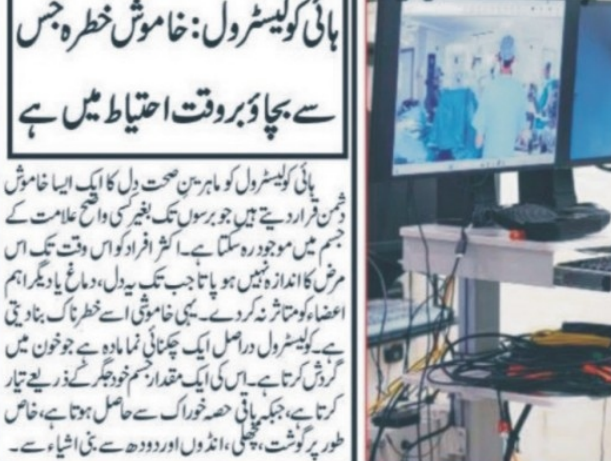 ہائی کولیسٹرول: خاموش خطرہ جس
سے بچاؤ بروقت احتیاط میں ہے
ہائی کولیسٹرول کو ماہرین صحت دل کا ایک ایسا خاموش
دشمن قرار دیتے ہیں جو برسوں تک بغیر کسی واضح علامت کے
جسم میں موجود رہ سکتا ہے۔ اکثر افراد کو اس وقت تک اس
مرض کا اندازہ نہیں ہو پاتا جب تک یہ دل، دماغ یا دیگر اہم
اعضاء کو متاثر نہ کر دے۔ یہی خاموشی اسے خطرناک بنا دیتی
ہے۔ کولیسٹرول دراصل ایک چکنائی نما مادہ ہے جو خون میں
گردش کرتا ہے۔ اس کی ایک مقدار جسم خود جگر کے ذریعے تیار
کرتا ہے، جبکہ باقی حصہ خوراک سے حاصل ہوتا ہے، خاص
طور پر گوشت، مچھلی، انڈوں اور دودھ سے بنی اشیاء سے۔